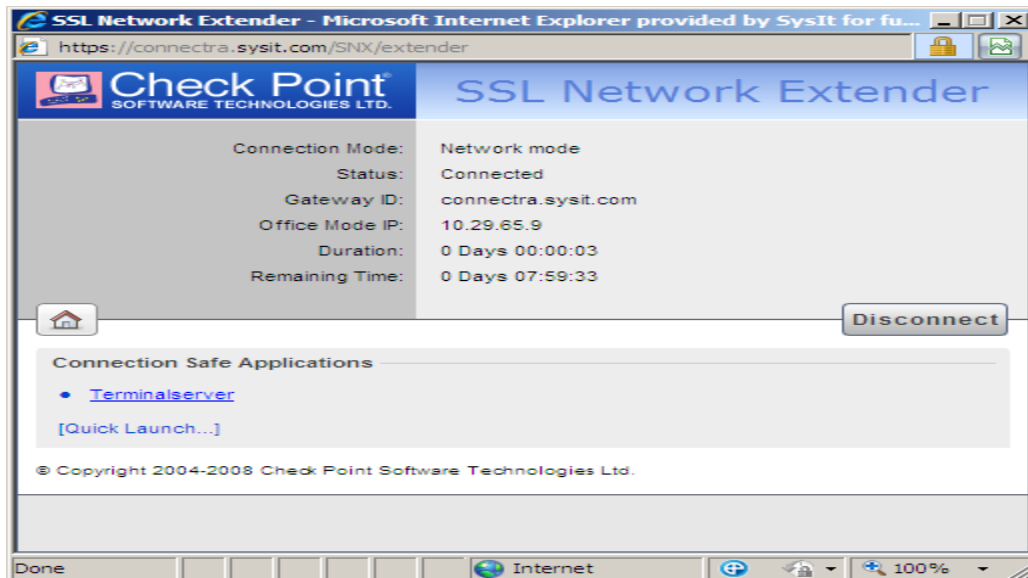 SSL Network Extender - Microsoft Internet Explorer provided by SysIt for fu...
https://connectra.sysit.com/SNX/extender
Check Point
SOFTWARE TECHNOLOGIES LTD.
SSL Network Extender
Connection Mode: Network mode
Status: Connected
Gateway ID: connectra.sysit.com
Office Mode IP: 10.29.65.9
Duration: 0 Days 00:00:03
Remaining Time: 0 Days 07:59:33
Disconnect
Connection Safe Applications
Terminalserver
[Quick Launch...]
© Copyright 2004-2008 Check Point Software Technologies Ltd.
Done Internet 100%